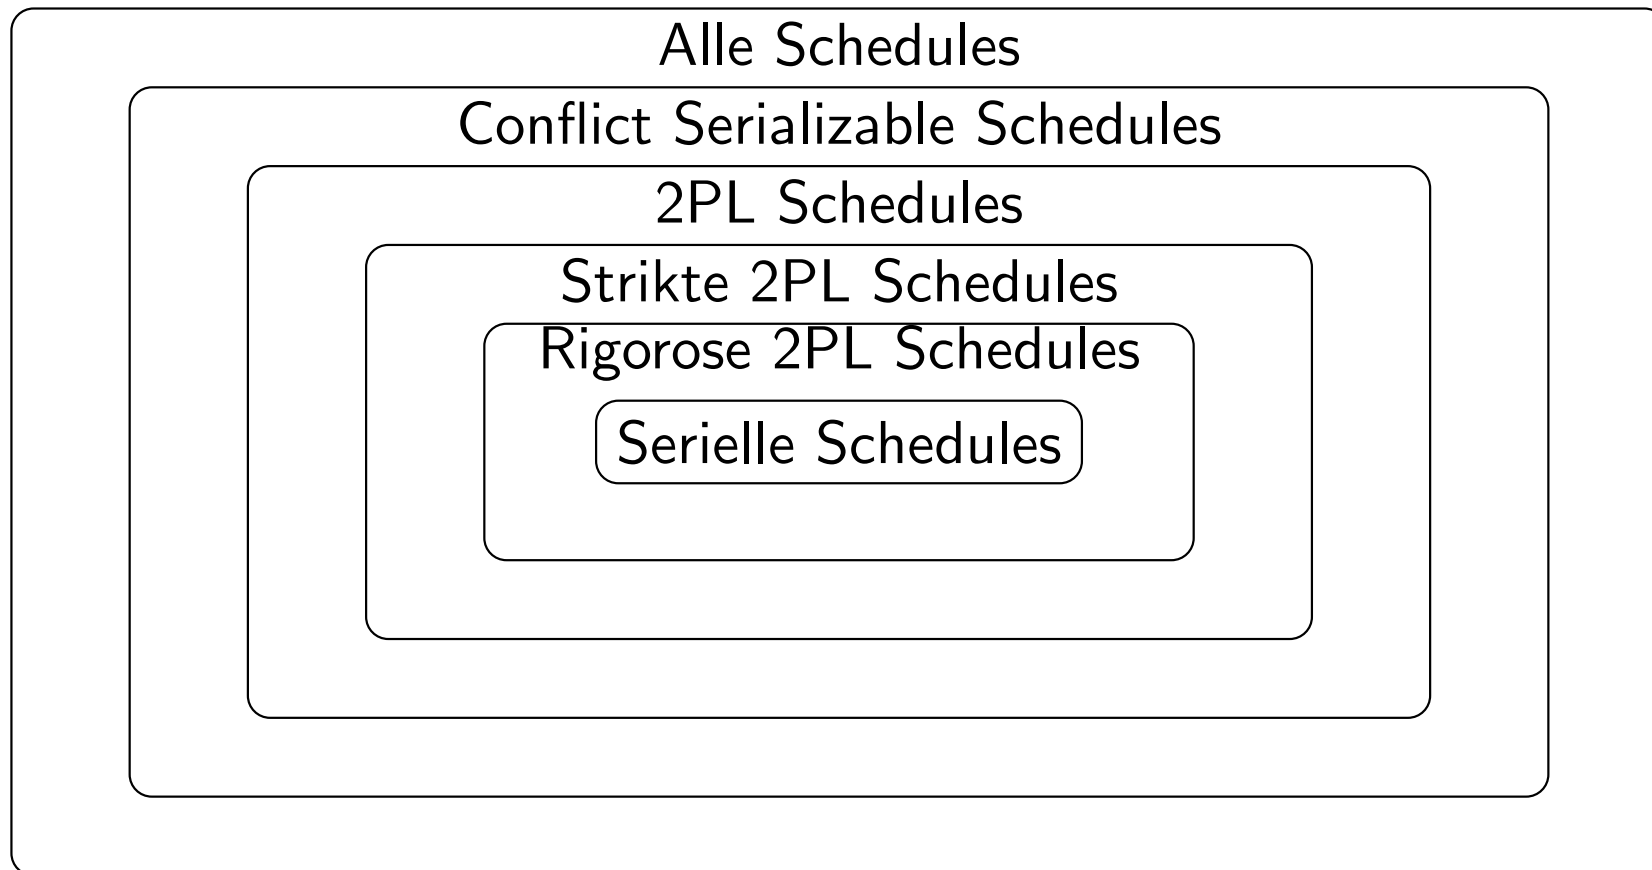 Alle Schedules
Conflict Serializable Schedules
2PL Schedules
Strikte 2PL Schedules
Rigorose 2PL Schedules
Serielle Schedules